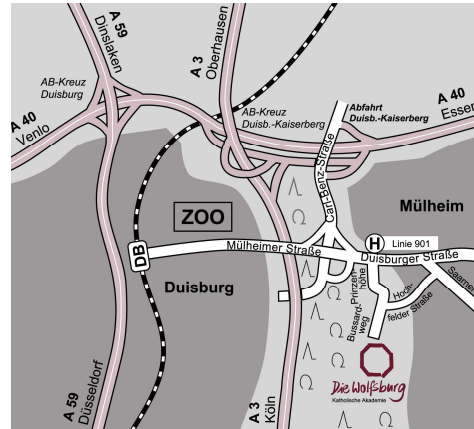 A 59
Dinslaken
A 3
Oberhausen
AB-Kreuz
Duisburg
AB-Kreuz
Duisb.-Kaiserberg
Abfahrt
Duisb.-Kaiserberg
A 40
Venlo
A 40
Essen
Carl-Benz-Straße
ZOO
Mülheim
H
Linie 901
DB
Mülheimer Straße
Duisburger Straße
Duisburg
Prinzen-
höhe
Hoch-
felder Straße
Saarner
Bussard-
weg
Die Wolfsburg
Katholische Akademie
A 59
Düsseldorf
A 3
Köln